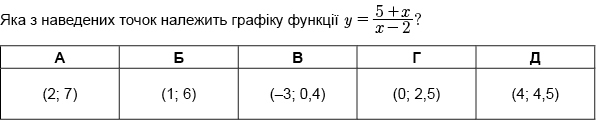 Яка з наведених точок належить графіку функції y = (5 + x)/(x − 2)?
А Б В Г Д
(2; 7) (1; 6) (–3; 0,4) (0; 2,5) (4; 4,5)